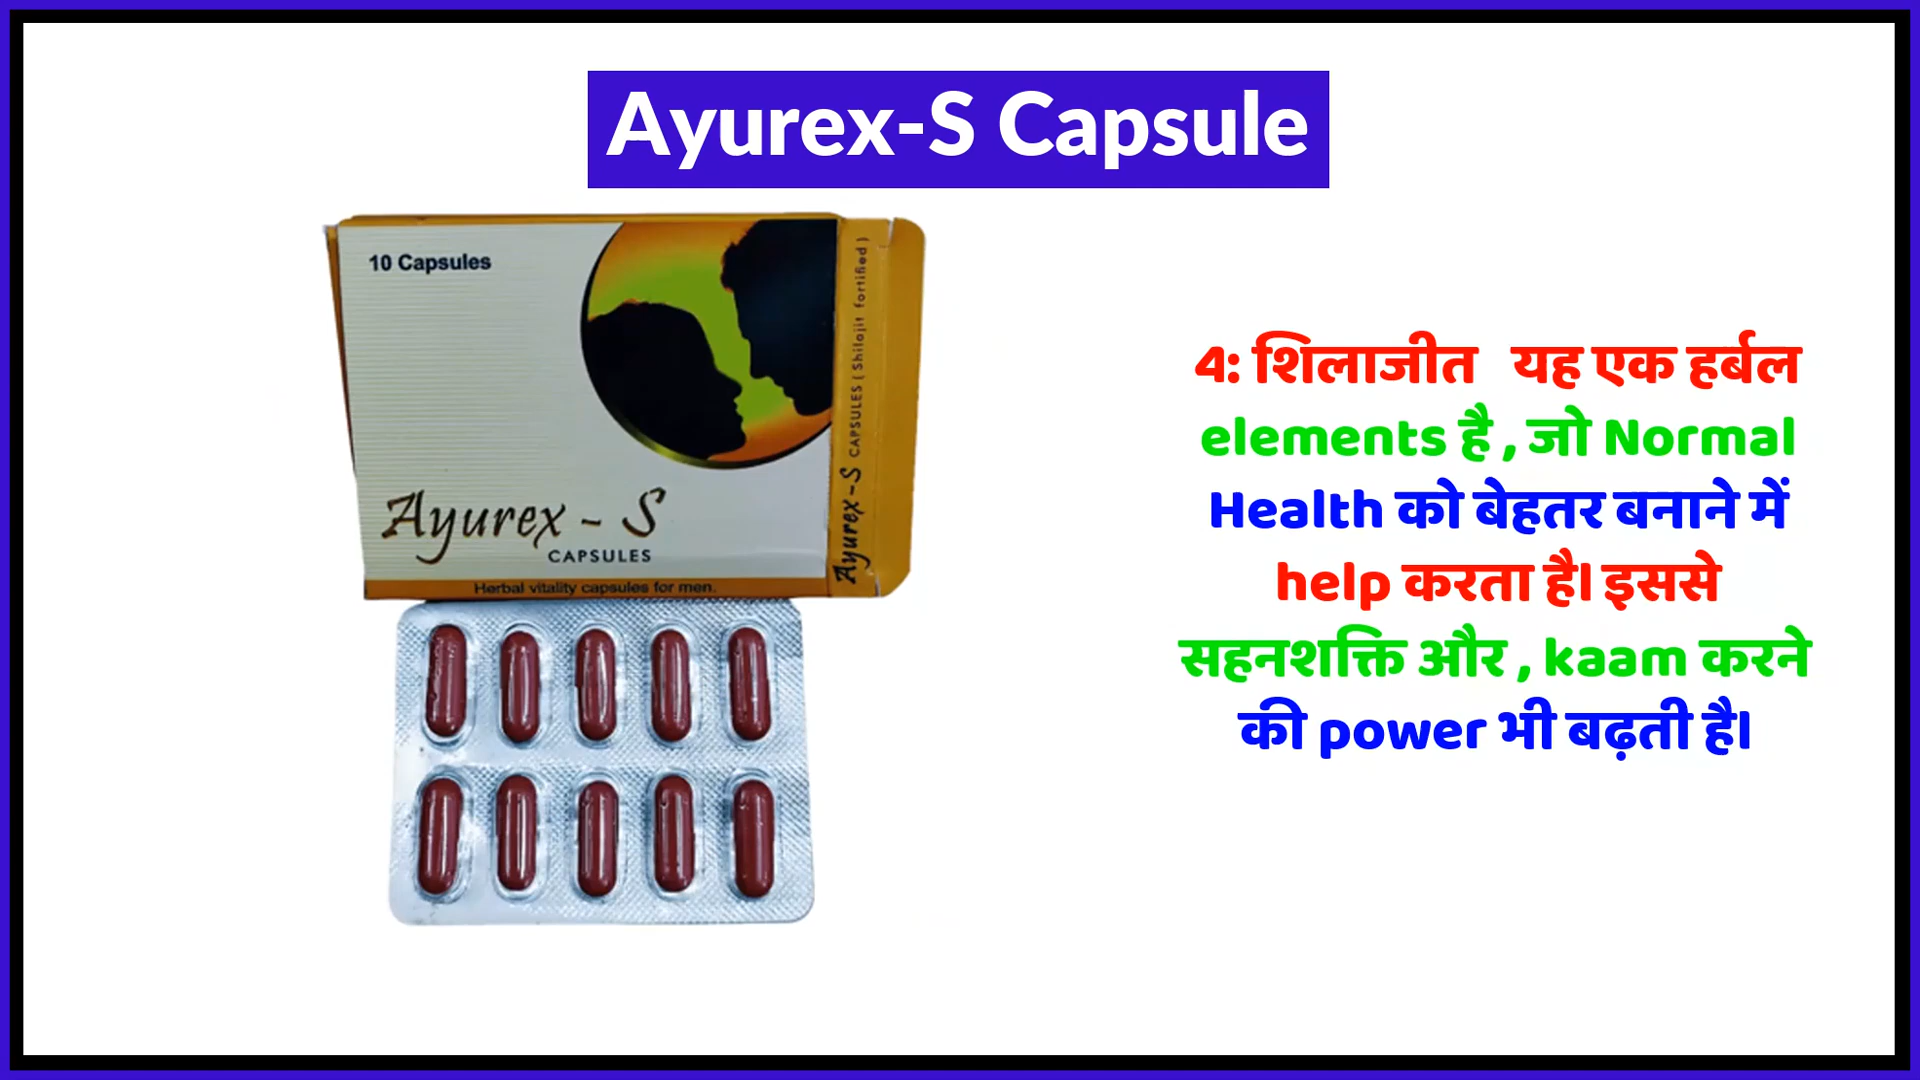 Ayurex-S Capsule
10 Capsules
Ayurex - S
CAPSULES
Herbal vitality capsules for men.
Ayurex-S CAPSULES ( Shilajit fortified )
4: शिलाजीत यह एक हर्बल
elements है , जो Normal
Health को बेहतर बनाने में
help करता है। इससे
सहनशक्ति और , kaam करने
की power भी बढ़ती है।